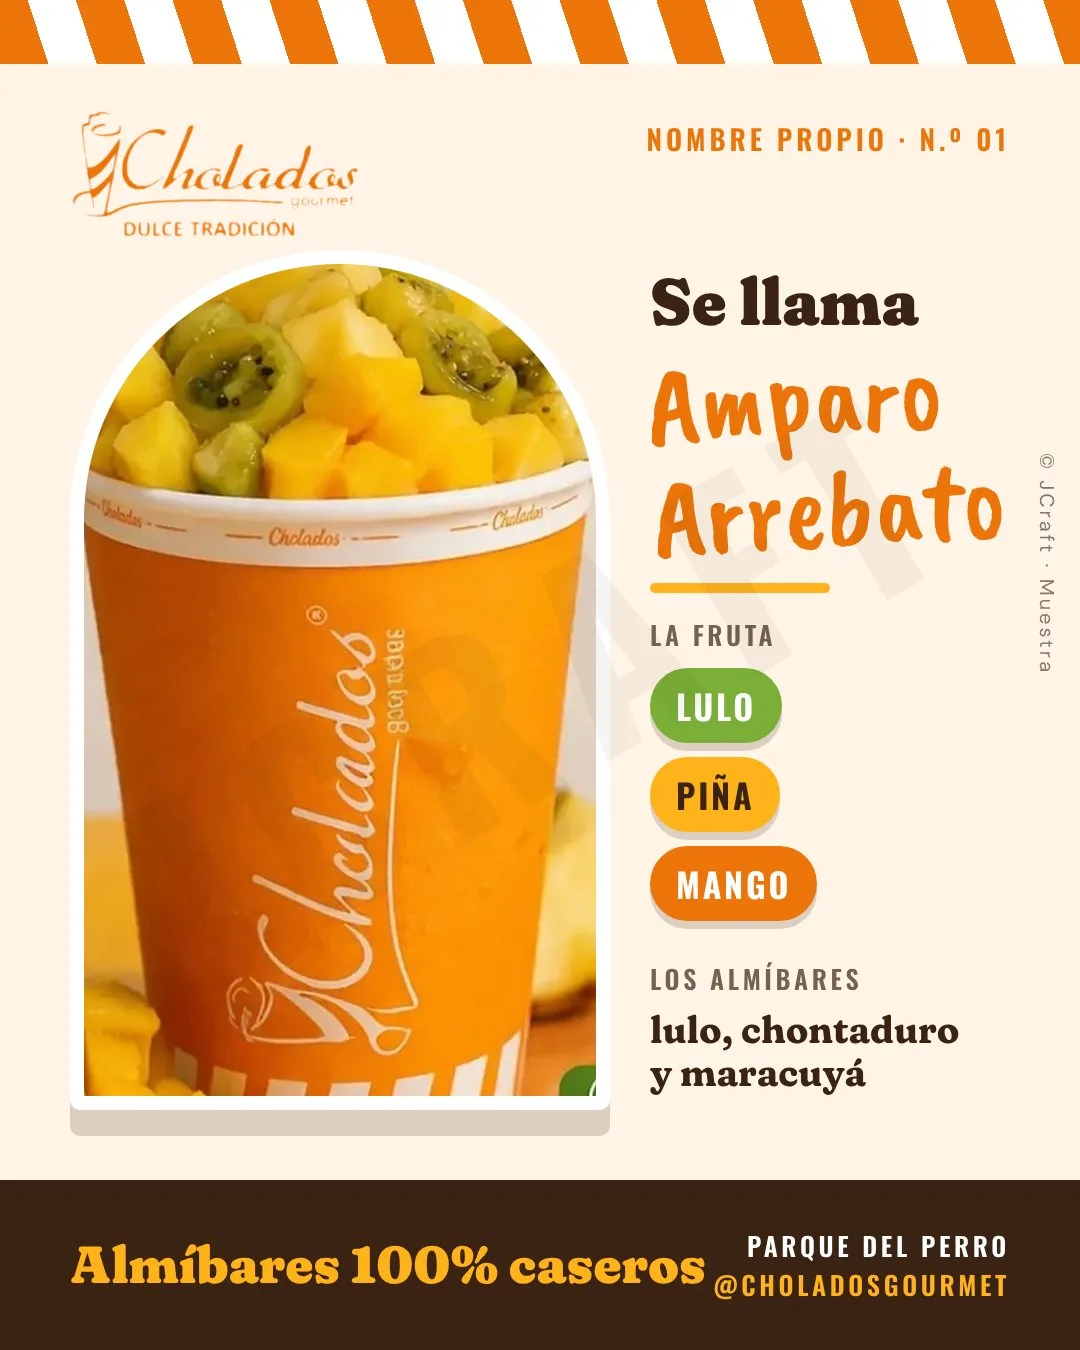 Cholados
gourmet
DULCE TRADICIÓN
NOMBRE PROPIO · N.º 01
Se llama
Amparo
Arrebato
LA FRUTA
LULO
PIÑA
MANGO
LOS ALMÍBARES
lulo, chontaduro
y maracuyá
Cholados
Cholados
Cholados
Cholados®
© JCraft · Muestra
Almíbares 100% caseros
PARQUE DEL PERRO
@CHOLADOSGOURMET